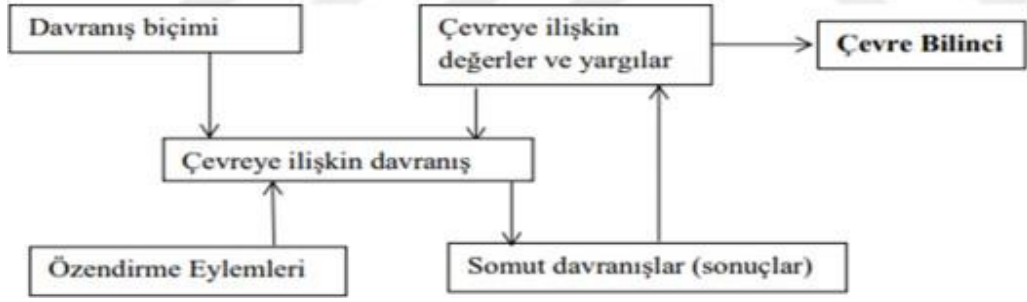 Davranış biçimi
Çevreye ilişkin
değerler ve yargılar
Çevre Bilinci
Çevreye ilişkin davranış
Özendirme Eylemleri
Somut davranışlar (sonuçlar)